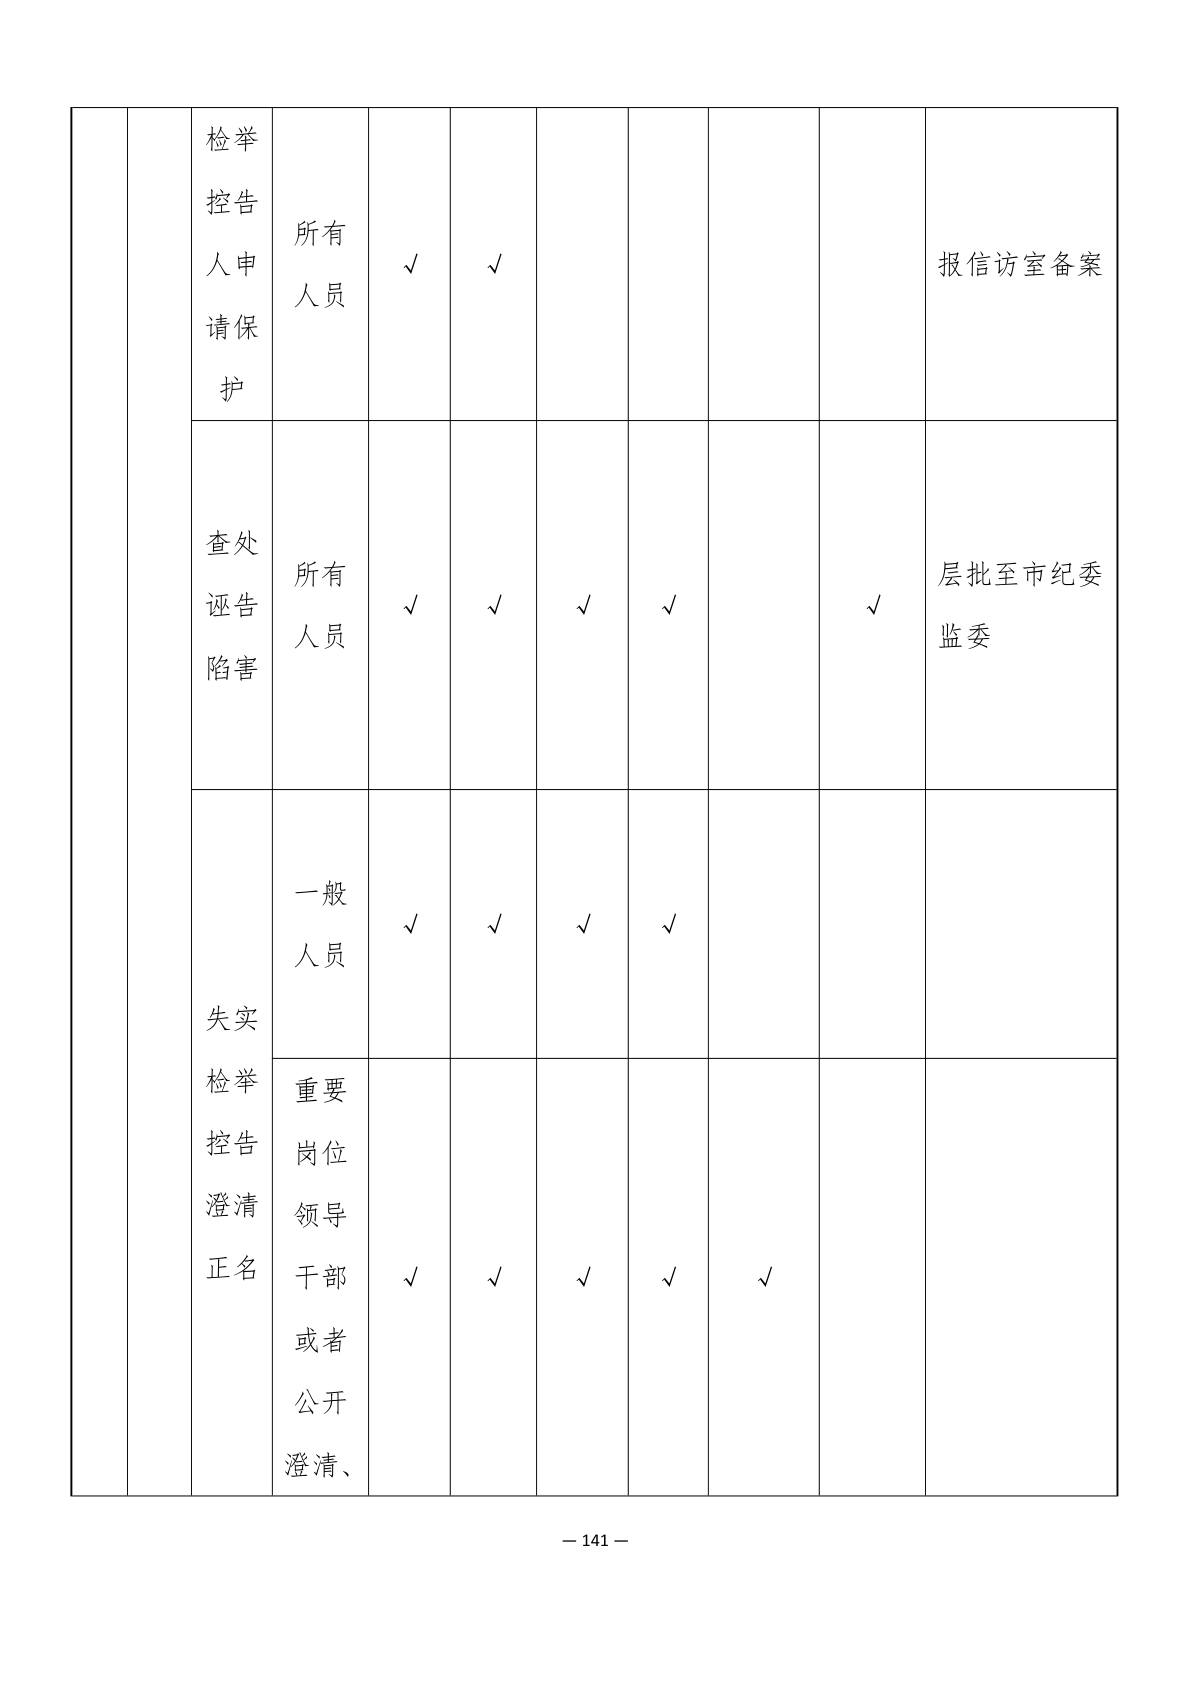 检举
控告
人申
请保
护
所有
人员
√
√
报信访室备案
查处
诬告
陷害
所有
人员
√
√
√
√
√
层批至市纪委
监委
失实
检举
控告
澄清
正名
一般
人员
√
√
√
√
重要
岗位
领导
干部
或者
公开
澄清、
√
√
√
√
√
— 141 —